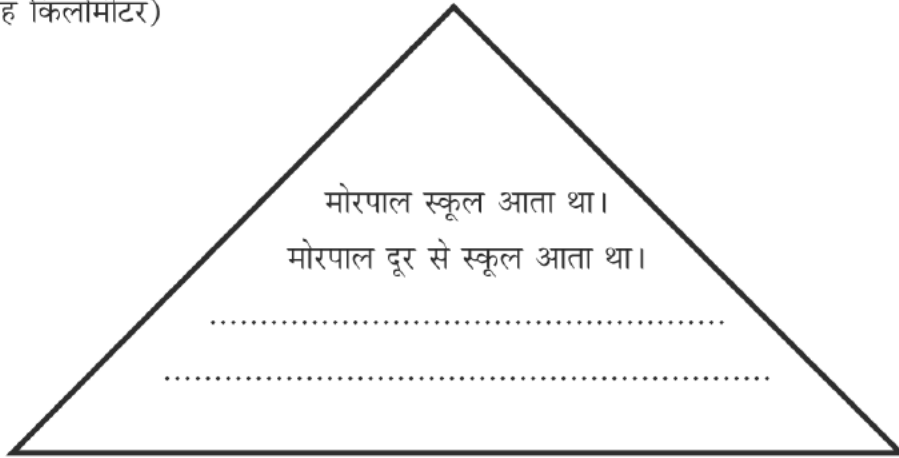 ह किलोमीटर)
मोरपाल स्कूल आता था।
मोरपाल दूर से स्कूल आता था।
................................................
.........................................................